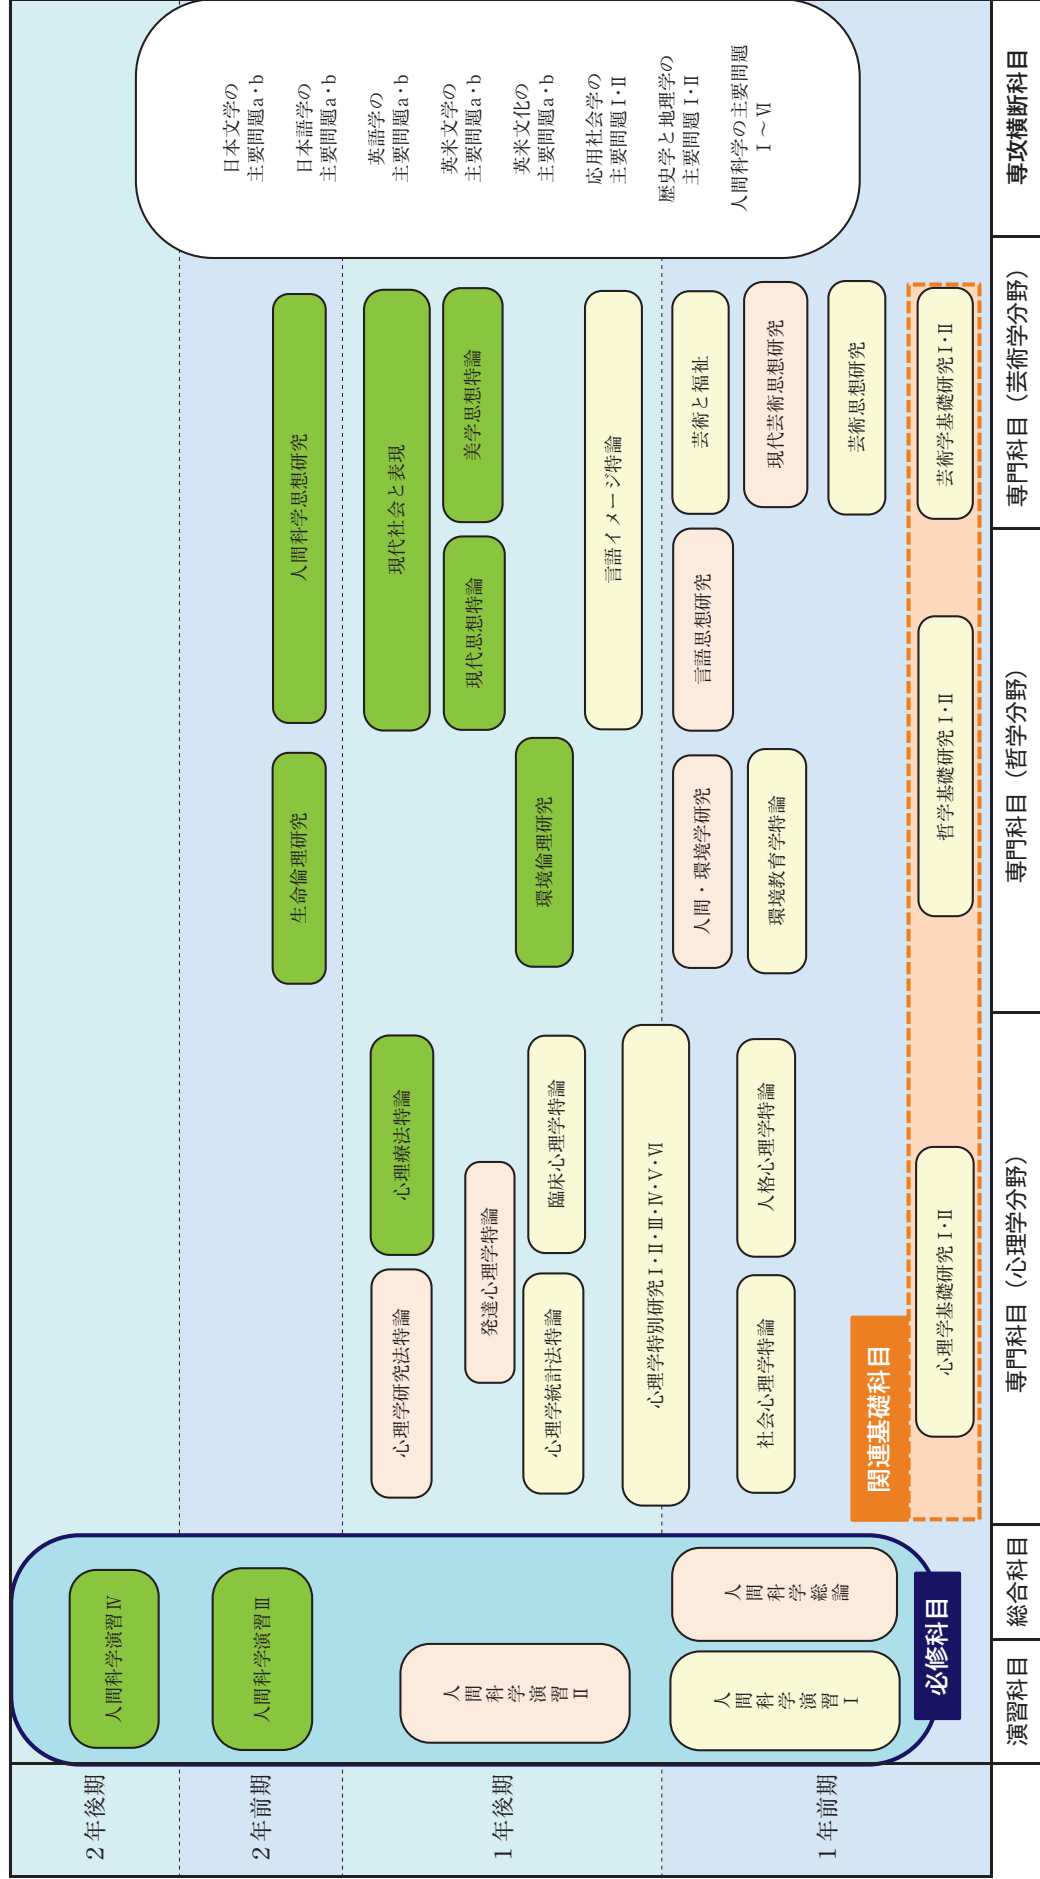 2年後期
2年前期
1年後期
1年前期
人間科学演習Ⅳ
人間科学演習Ⅲ
人間科学演習Ⅱ
人間科学演習Ⅰ
人間科学総論
必修科目
心理学研究法特論
心理療法特論
発達心理学特論
心理学統計法特論
臨床心理学特論
心理学特別研究Ⅰ・Ⅱ・Ⅲ・Ⅳ・Ⅴ・Ⅵ
社会心理学特論
人格心理学特論
関連基礎科目
心理学基礎研究Ⅰ・Ⅱ
生命倫理研究
人間科学思想研究
現代社会と表現
現代思想特論
美学思想特論
環境倫理研究
言語イメージ特論
人間・環境学研究
言語思想研究
芸術と福祉
環境教育学特論
現代芸術思想研究
芸術思想研究
哲学基礎研究Ⅰ・Ⅱ
芸術学基礎研究Ⅰ・Ⅱ
日本文学の
主要問題a・b
日本語学の
主要問題a・b
英語学の
主要問題a・b
英米文学の
主要問題a・b
英米文化の
主要問題a・b
応用社会学の
主要問題Ⅰ・Ⅱ
歴史学と地理学の
主要問題Ⅰ・Ⅱ
人間科学の主要問題
Ⅰ～Ⅵ
演習科目
総合科目
専門科目（心理学分野）
専門科目（哲学分野）
専門科目（芸術学分野）
専攻横断科目